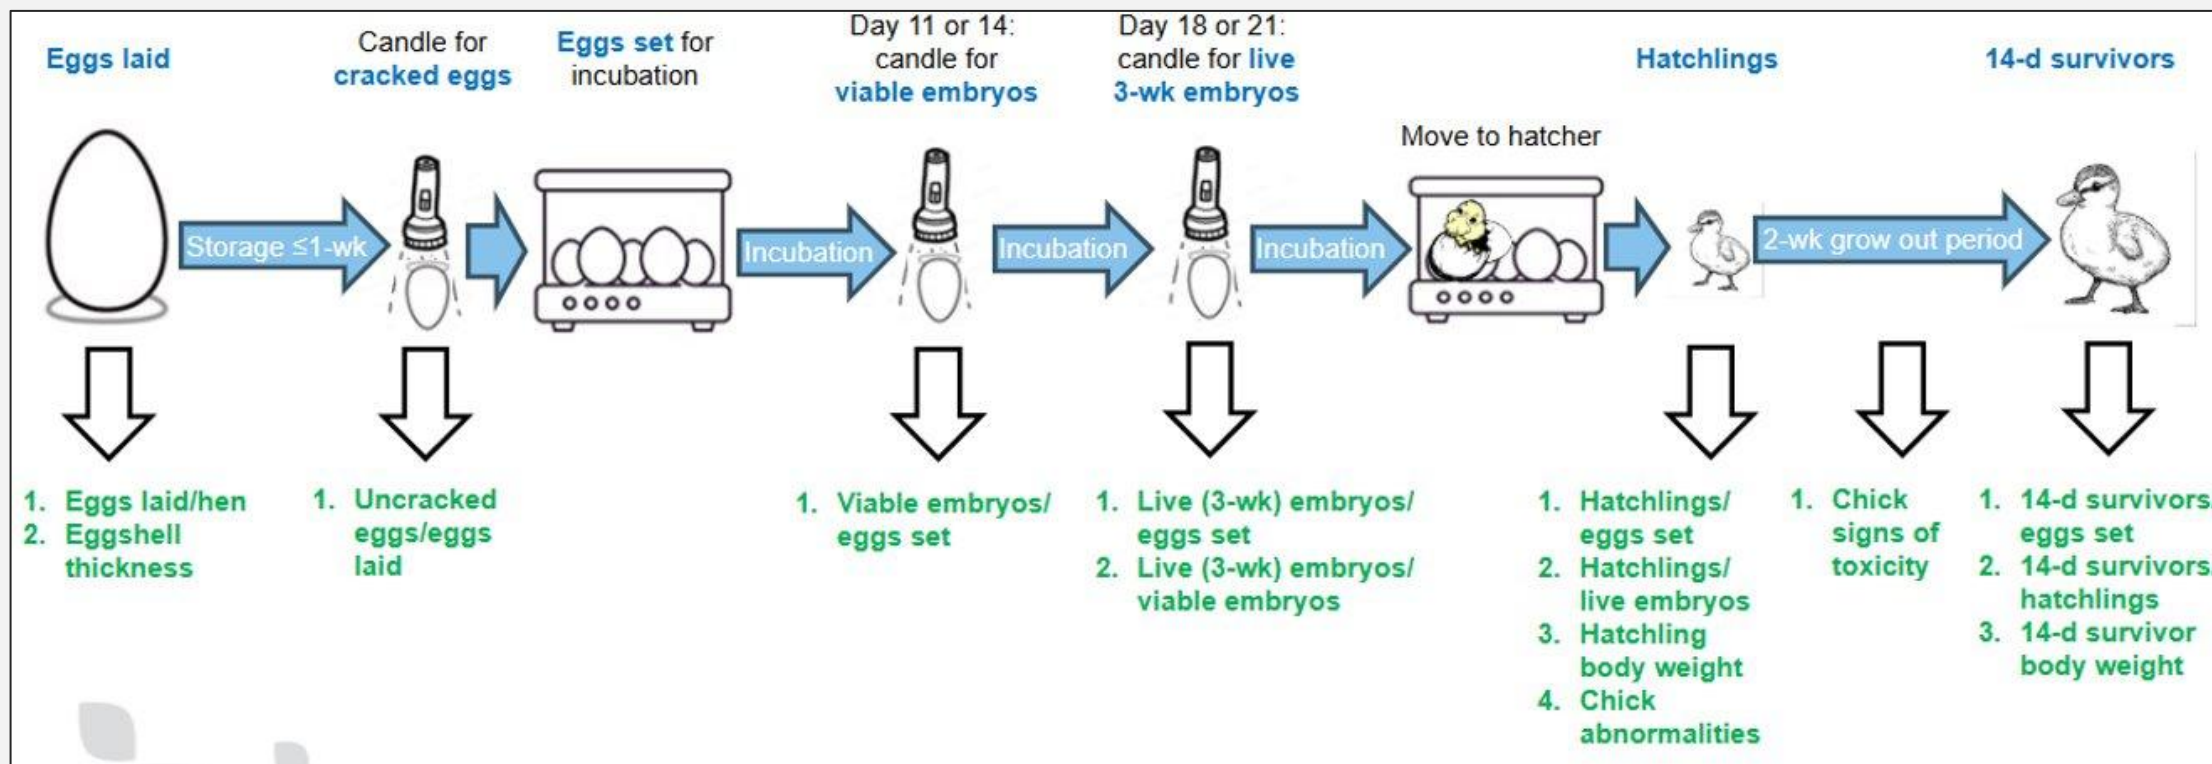 Eggs laid
Candle for
cracked eggs
Eggs set for
incubation
Day 11 or 14:
candle for
viable embryos
Day 18 or 21:
candle for live
3-wk embryos
Move to hatcher
Hatchlings
14-d survivors
Storage ≤1-wk
Incubation
Incubation
Incubation
2-wk grow out period
1. Eggs laid/hen
2. Eggshell
thickness
1. Uncracked
eggs/eggs
laid
1. Viable embryos/
eggs set
1. Live (3-wk) embryos/
eggs set
2. Live (3-wk) embryos/
viable embryos
1. Hatchlings/
eggs set
2. Hatchlings/
live embryos
3. Hatchling
body weight
4. Chick
abnormalities
1. Chick
signs of
toxicity
1. 14-d survivors/
eggs set
2. 14-d survivors/
hatchlings
3. 14-d survivor
body weight